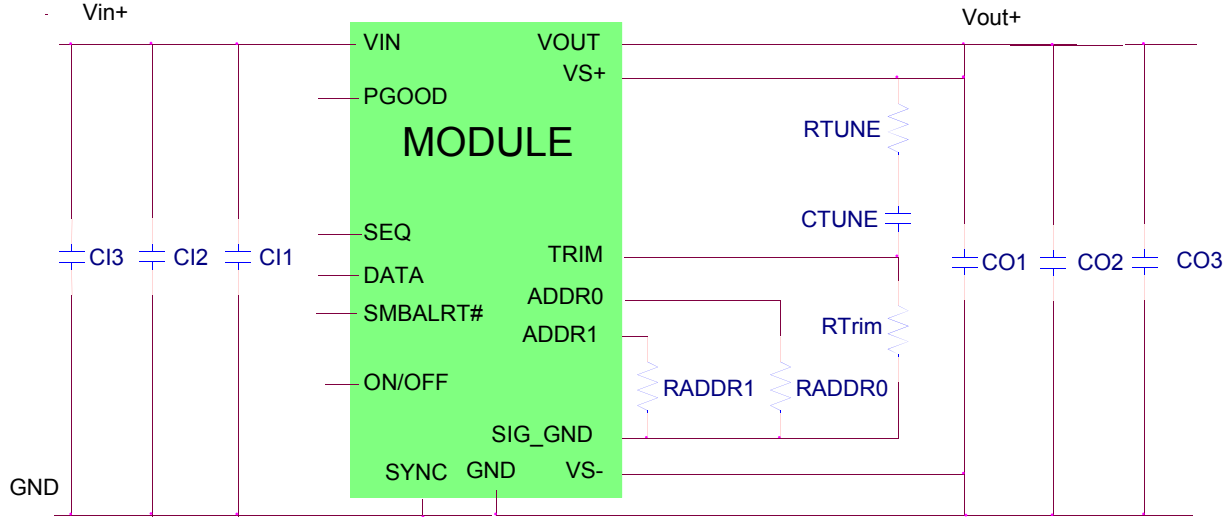 Vin+
Vout+
VIN
VOUT
VS+
PGOOD
MODULE
RTUNE
CTUNE
SEQ
TRIM
CI3
CI2
CI1
CO1
CO2
CO3
DATA
ADDR0
SMBALRT#
ADDR1
RTrim
ON/OFF
RADDR1
RADDR0
SIG_GND
SYNC
GND
VS-
GND